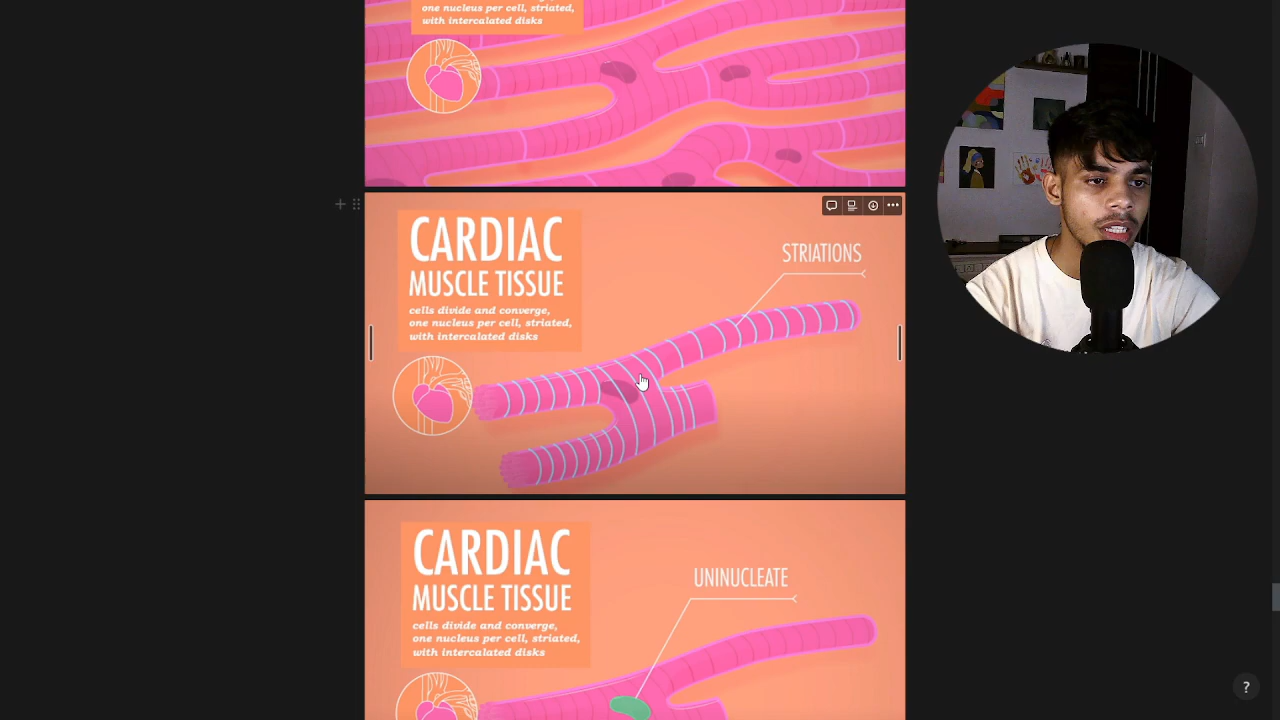 one nucleus per cell, striated,
with intercalated disks
CARDIAC
MUSCLE TISSUE
cells divide and converge,
one nucleus per cell, striated,
with intercalated disks
STRIATIONS
CARDIAC
MUSCLE TISSUE
cells divide and converge,
one nucleus per cell, striated,
with intercalated disks
UNINUCLEATE
?